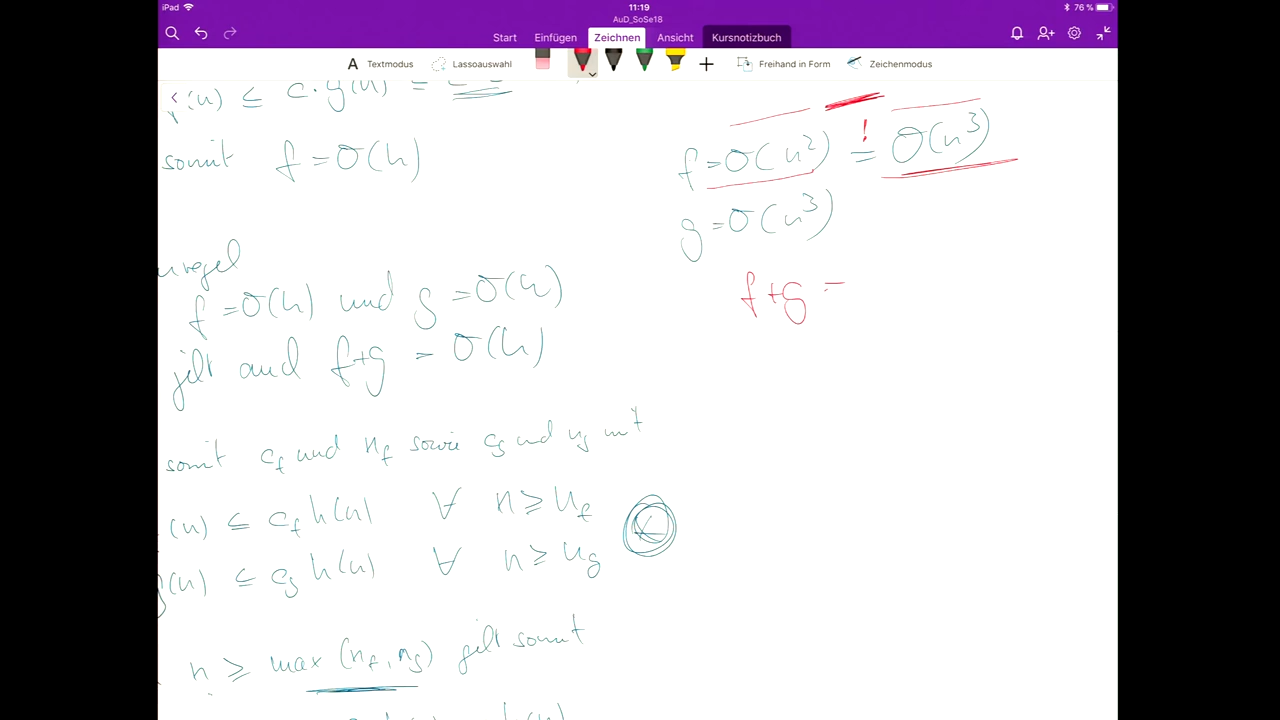 iPad 11:19 76 %
AuD_SoSe18
Start Einfügen Zeichnen Ansicht Kursnotizbuch
A Textmodus Lassoauswahl Freihand in Form Zeichenmodus
(n) ≤ c · g(n) ≤
somit f = O(h)
f = O(n²) = O(n³)
!
g = O(n³)
f+g =
nregel
f = O(h) und g = O(h)
gilt auch f+g = O(h)
somit c_f und n_f sowie c_g und n_g mit
(n) ≤ c_f h(n) ∀ n ≥ n_f
g(n) ≤ c_g h(n) ∀ n ≥ n_g
n ≥ max (n_f, n_g) gilt somit